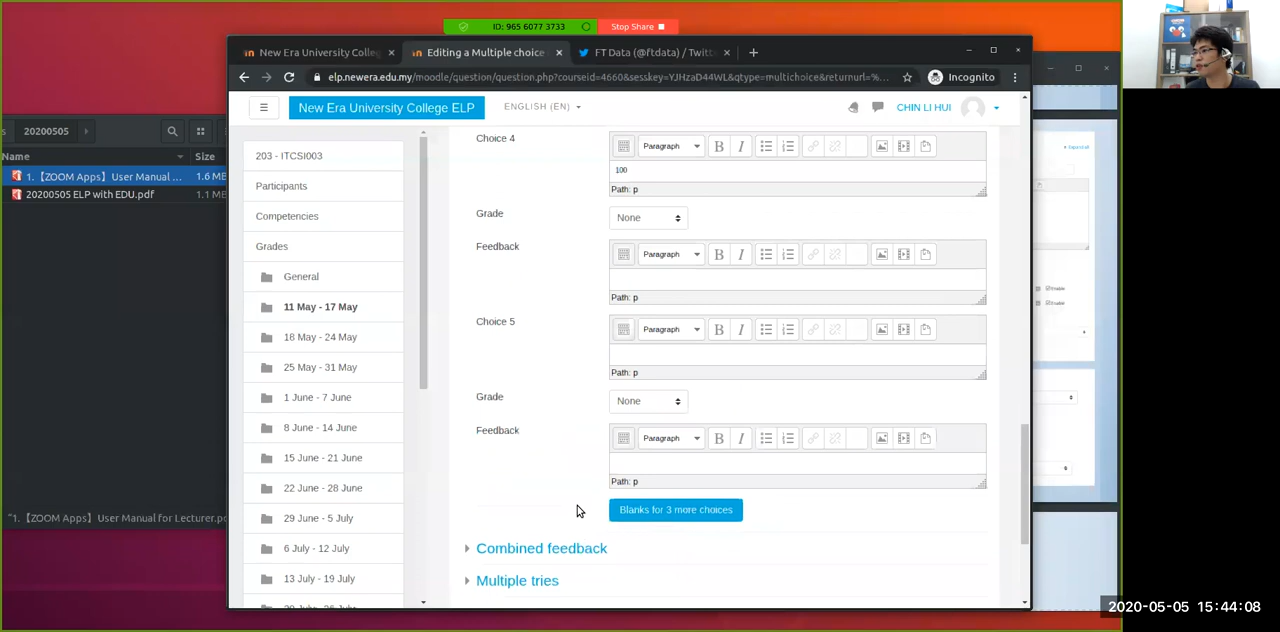 ID: 965 6077 3733
Stop Share
New Era University Colle
Editing a Multiple choice
FT Data (@ftdata) / Twitt
elp.newera.edu.my/moodle/question/question.php?courseid=4660&sesskey=YJHzaD44WL&qtype=multichoice&returnurl=%...
Incognito
New Era University College ELP
ENGLISH (EN)
CHIN LI HUI
20200505
Name
Size
1.【ZOOM Apps】User Manual ...
1.6 MB
20200505 ELP with EDU.pdf
1.1 MB
"1.【ZOOM Apps】User Manual for Lecturer.pd
203 - ITCSI003
Participants
Competencies
Grades
General
11 May - 17 May
18 May - 24 May
25 May - 31 May
1 June - 7 June
8 June - 14 June
15 June - 21 June
22 June - 28 June
29 June - 5 July
6 July - 12 July
13 July - 19 July
Choice 4
Paragraph
B
I
100
Path: p
Grade
None
Feedback
Paragraph
B
I
Path: p
Choice 5
Paragraph
B
I
Path: p
Grade
None
Feedback
Paragraph
B
I
Path: p
Blanks for 3 more choices
Combined feedback
Multiple tries
Expand all
Enable
Enable
2020-05-05 15:44:08